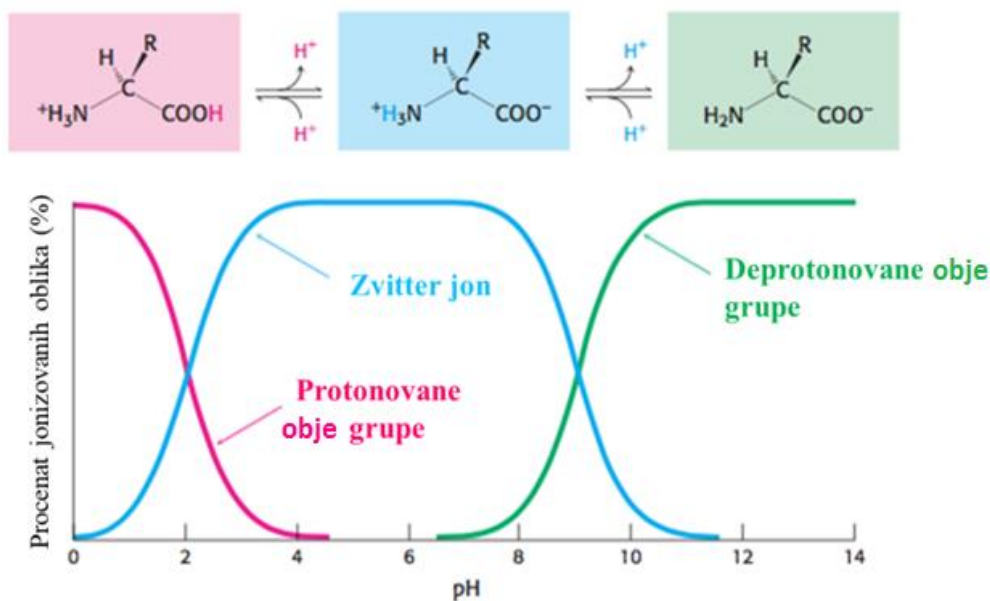 H R H⁺ H R H⁺ H R
C C C
⁺H₃N COOH ⁺H₃N COO⁻ H₂N COO⁻
H⁺ H⁺
Procenat jonizovanih oblika (%)
Zvitter jon
Deprotonovane obje
grupe
Protonovane
obje grupe
0 2 4 6 8 10 12 14
pH